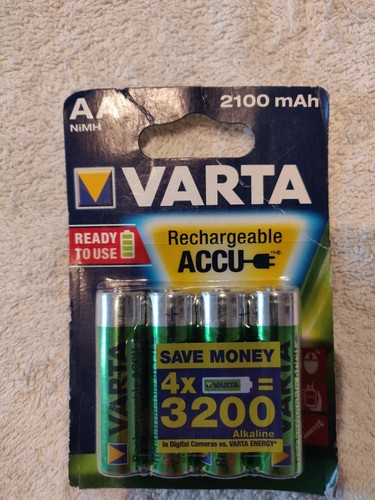 AA
2100 mAh
NiMH
VARTA
READY
TO USE
Rechargeable
ACCU
SAVE MONEY
4x VARTA =
3200
Alkaline
In Digital Cameras vs. VARTA ENERGY*